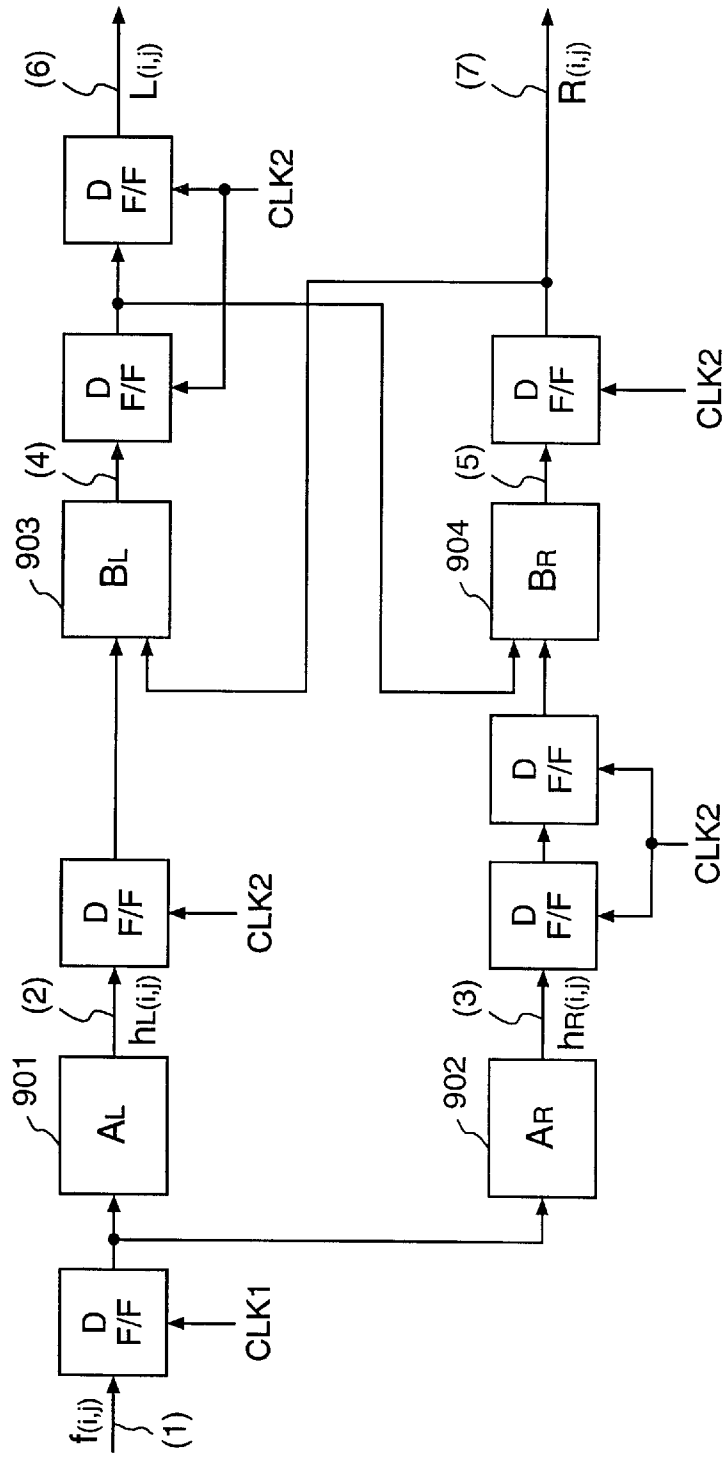 f(i,j)
(1)
D
F/F
CLK1
901
AL
(2)
hL(i,j)
D
F/F
CLK2
903
BL
(4)
D
F/F
D
F/F
CLK2
(6)
L(i,j)
902
AR
(3)
hR(i,j)
D
F/F
D
F/F
CLK2
904
BR
(5)
D
F/F
CLK2
(7)
R(i,j)